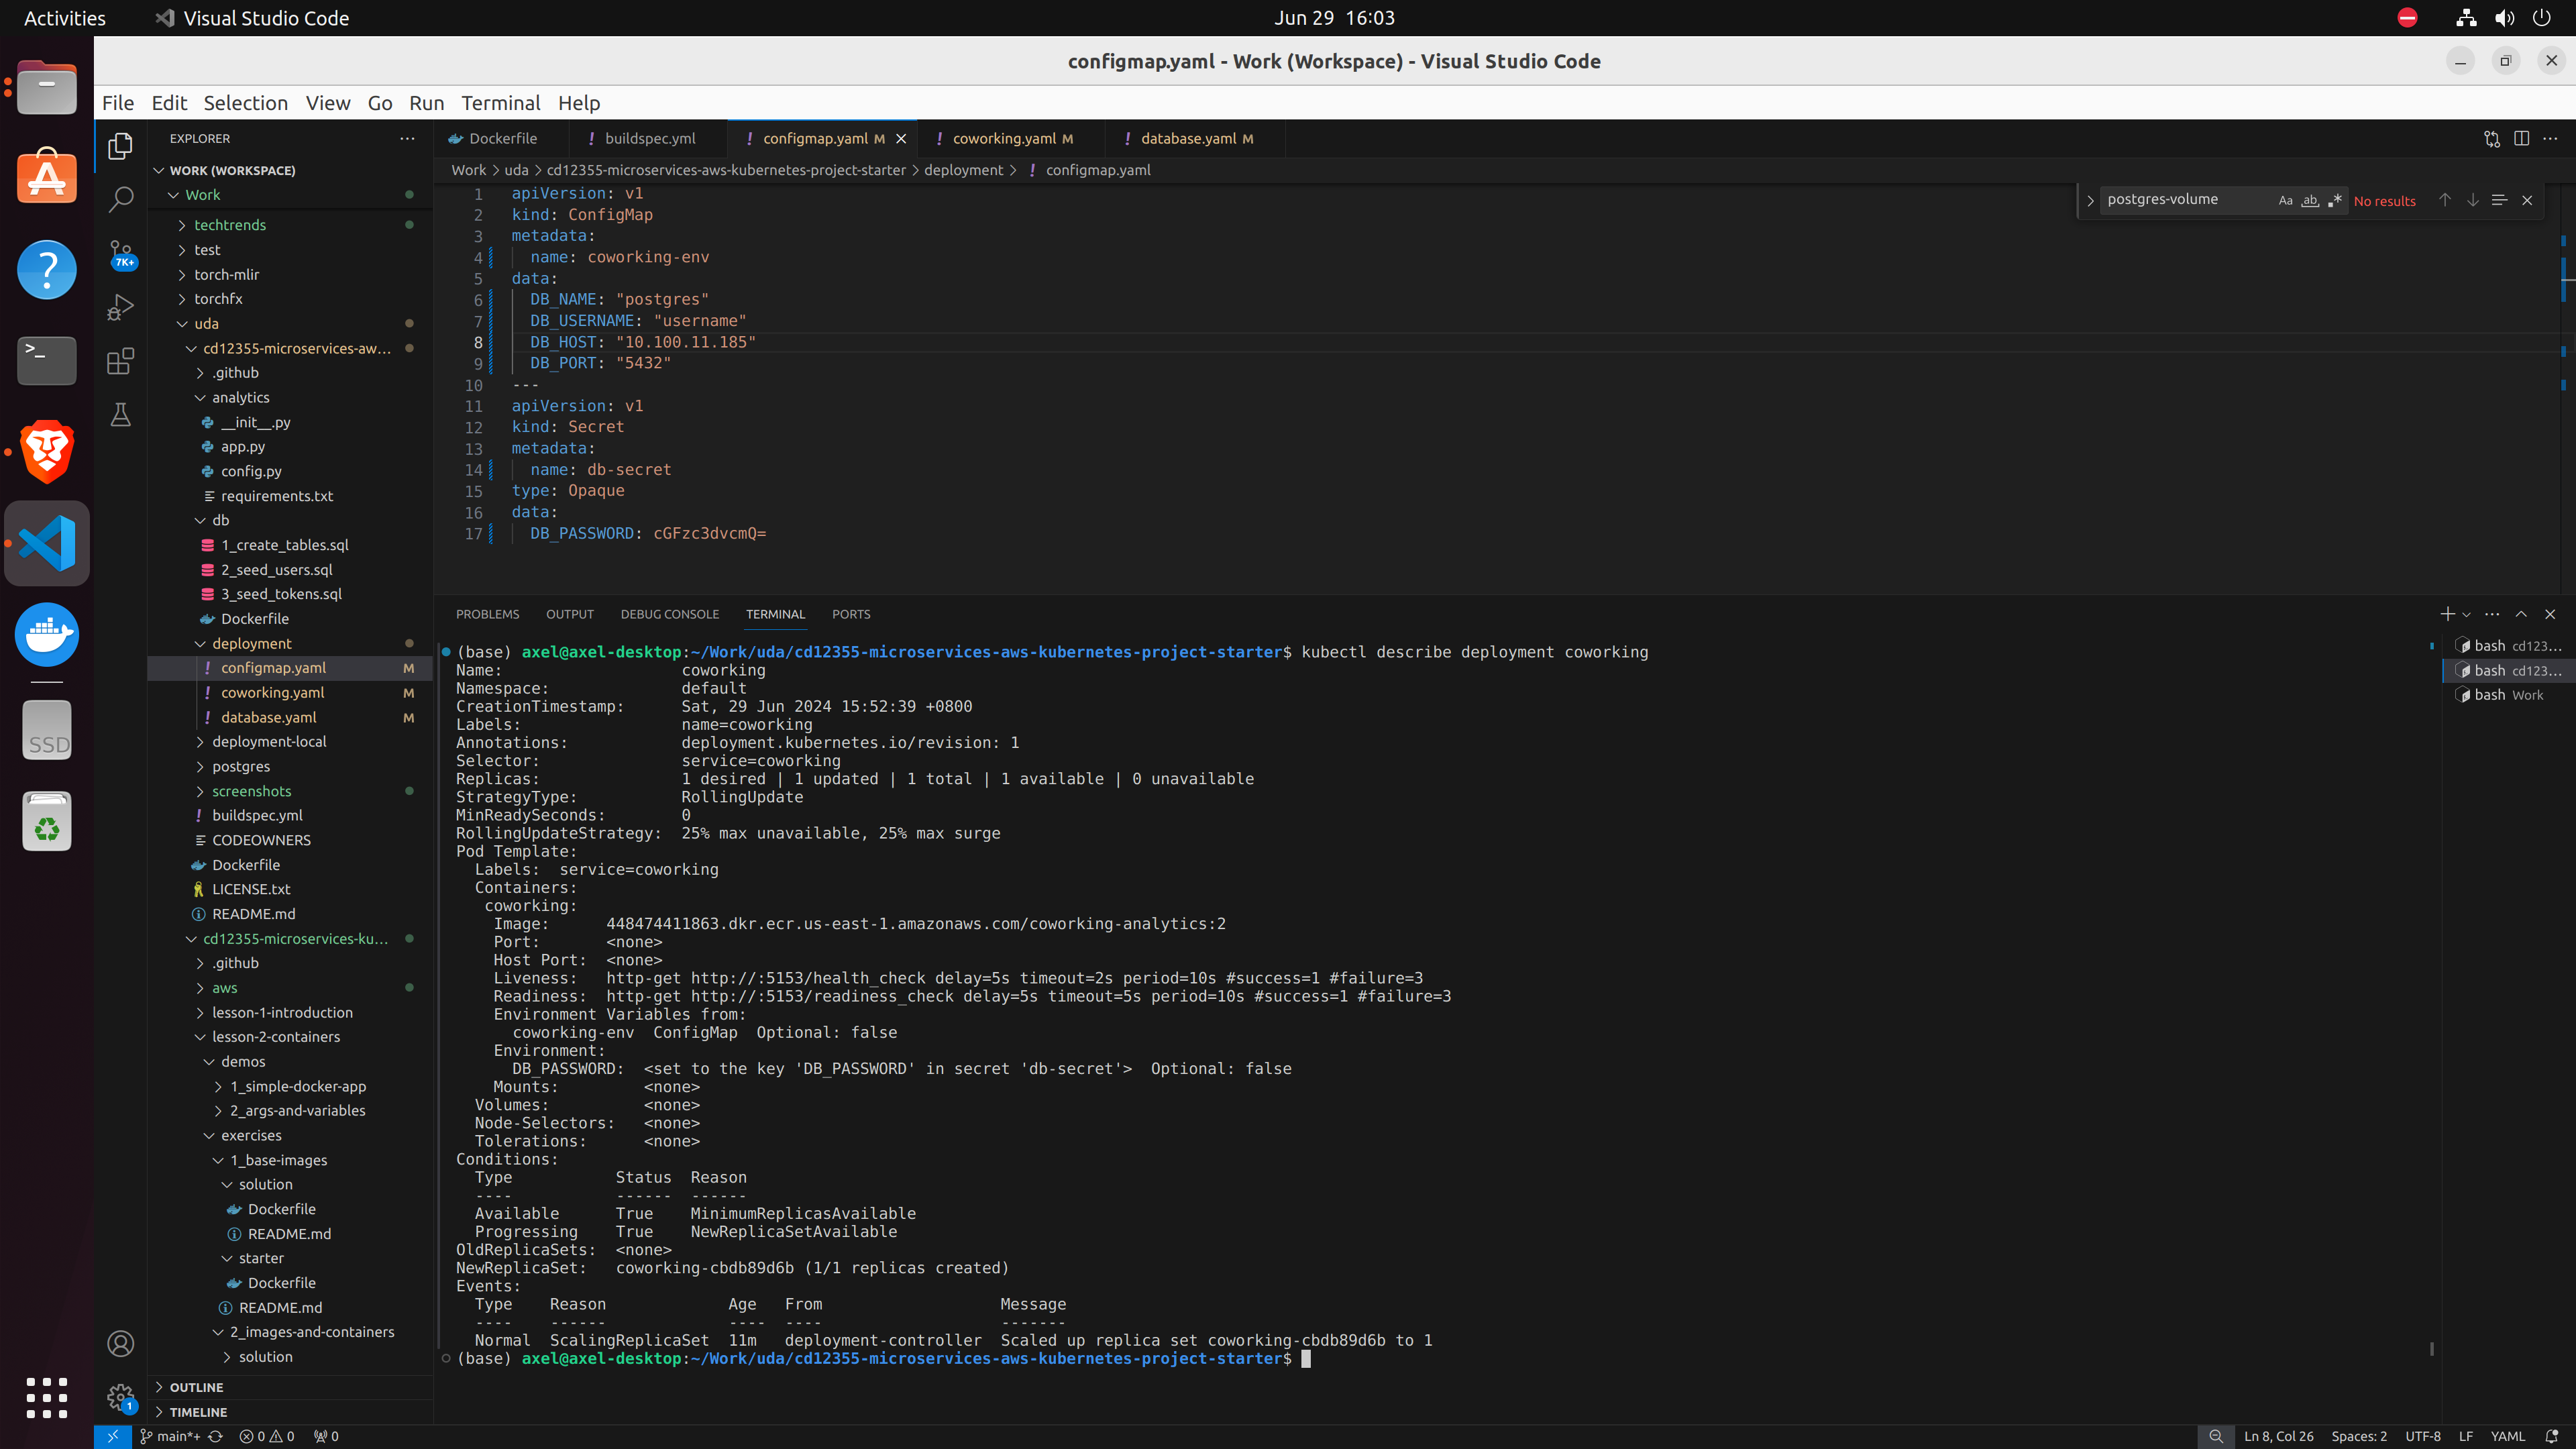 Activities
Visual Studio Code
Jun 29 16:03
configmap.yaml - Work (Workspace) - Visual Studio Code
File Edit Selection View Go Run Terminal Help
EXPLORER
WORK (WORKSPACE)
Work
techtrends
test
torch-mlir
torchfx
uda
cd12355-microservices-aw...
.github
analytics
__init__.py
app.py
config.py
requirements.txt
db
1_create_tables.sql
2_seed_users.sql
3_seed_tokens.sql
Dockerfile
deployment
configmap.yaml M
coworking.yaml M
database.yaml M
deployment-local
postgres
screenshots
buildspec.yml
CODEOWNERS
Dockerfile
LICENSE.txt
README.md
cd12355-microservices-ku...
.github
aws
lesson-1-introduction
lesson-2-containers
demos
1_simple-docker-app
2_args-and-variables
exercises
1_base-images
solution
Dockerfile
README.md
starter
Dockerfile
README.md
2_images-and-containers
solution
OUTLINE
TIMELINE
7K+
1
SSD
Dockerfile
buildspec.yml
configmap.yaml M
coworking.yaml M
database.yaml M
Work > uda > cd12355-microservices-aws-kubernetes-project-starter > deployment > ! configmap.yaml
postgres-volume Aa ab .* No results
1 apiVersion: v1
2 kind: ConfigMap
3 metadata:
4   name: coworking-env
5 data:
6   DB_NAME: "postgres"
7   DB_USERNAME: "username"
8   DB_HOST: "10.100.11.185"
9   DB_PORT: "5432"
10 ---
11 apiVersion: v1
12 kind: Secret
13 metadata:
14   name: db-secret
15 type: Opaque
16 data:
17   DB_PASSWORD: cGFzc3dvcmQ=
PROBLEMS OUTPUT DEBUG CONSOLE TERMINAL PORTS
(base) axel@axel-desktop:~/Work/uda/cd12355-microservices-aws-kubernetes-project-starter$ kubectl describe deployment coworking
Name:                   coworking
Namespace:              default
CreationTimestamp:      Sat, 29 Jun 2024 15:52:39 +0800
Labels:                 name=coworking
Annotations:            deployment.kubernetes.io/revision: 1
Selector:               service=coworking
Replicas:               1 desired | 1 updated | 1 total | 1 available | 0 unavailable
StrategyType:           RollingUpdate
MinReadySeconds:        0
RollingUpdateStrategy:  25% max unavailable, 25% max surge
Pod Template:
  Labels:  service=coworking
  Containers:
   coworking:
    Image:      448474411863.dkr.ecr.us-east-1.amazonaws.com/coworking-analytics:2
    Port:       <none>
    Host Port:  <none>
    Liveness:   http-get http://:5153/health_check delay=5s timeout=2s period=10s #success=1 #failure=3
    Readiness:  http-get http://:5153/readiness_check delay=5s timeout=5s period=10s #success=1 #failure=3
    Environment Variables from:
      coworking-env  ConfigMap  Optional: false
    Environment:
      DB_PASSWORD:  <set to the key 'DB_PASSWORD' in secret 'db-secret'>  Optional: false
    Mounts:         <none>
  Volumes:          <none>
  Node-Selectors:   <none>
  Tolerations:      <none>
Conditions:
  Type           Status  Reason
  ----           ------  ------
  Available      True    MinimumReplicasAvailable
  Progressing    True    NewReplicaSetAvailable
OldReplicaSets:  <none>
NewReplicaSet:   coworking-cbdb89d6b (1/1 replicas created)
Events:
  Type    Reason             Age   From                   Message
  ----    ------             ----  ----                   -------
  Normal  ScalingReplicaSet  11m   deployment-controller  Scaled up replica set coworking-cbdb89d6b to 1
(base) axel@axel-desktop:~/Work/uda/cd12355-microservices-aws-kubernetes-project-starter$
bash cd123...
bash cd123...
bash Work
main*+ 0 0 0
Ln 8, Col 26 Spaces: 2 UTF-8 LF YAML